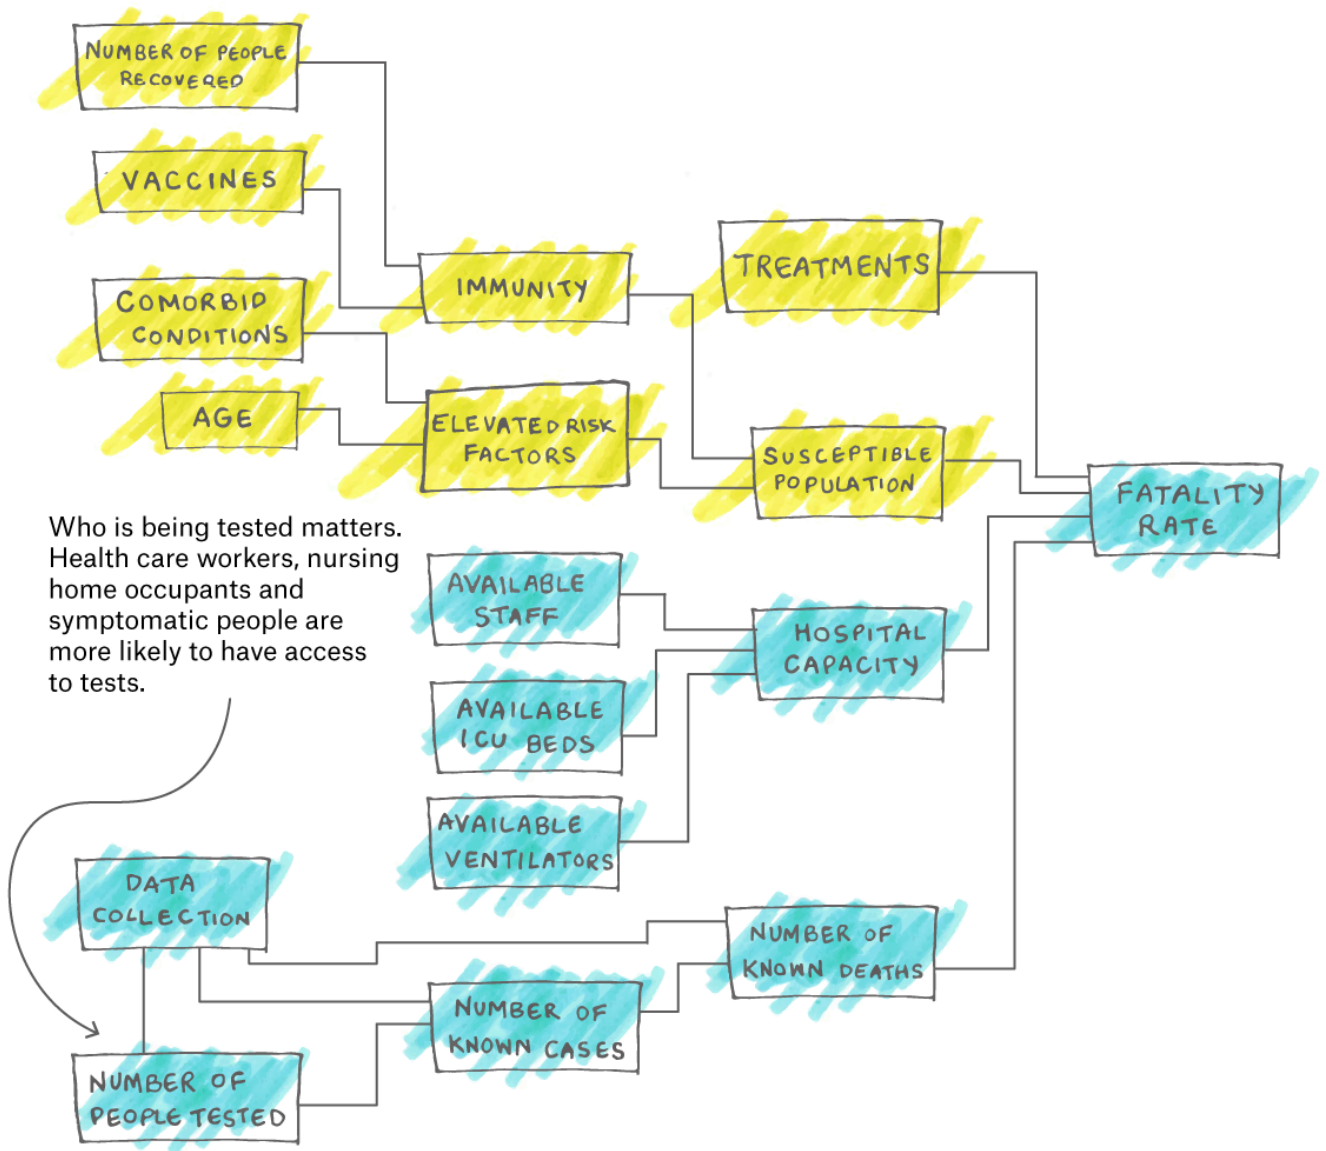 NUMBER OF PEOPLE
RECOVERED
VACCINES
COMORBID
CONDITIONS
AGE
IMMUNITY
ELEVATED RISK
FACTORS
TREATMENTS
SUSCEPTIBLE
POPULATION
FATALITY
RATE
Who is being tested matters.
Health care workers, nursing
home occupants and
symptomatic people are
more likely to have access
to tests.
AVAILABLE
STAFF
AVAILABLE
ICU BEDS
AVAILABLE
VENTILATORS
HOSPITAL
CAPACITY
DATA
COLLECTION
NUMBER OF
PEOPLE TESTED
NUMBER OF
KNOWN CASES
NUMBER OF
KNOWN DEATHS